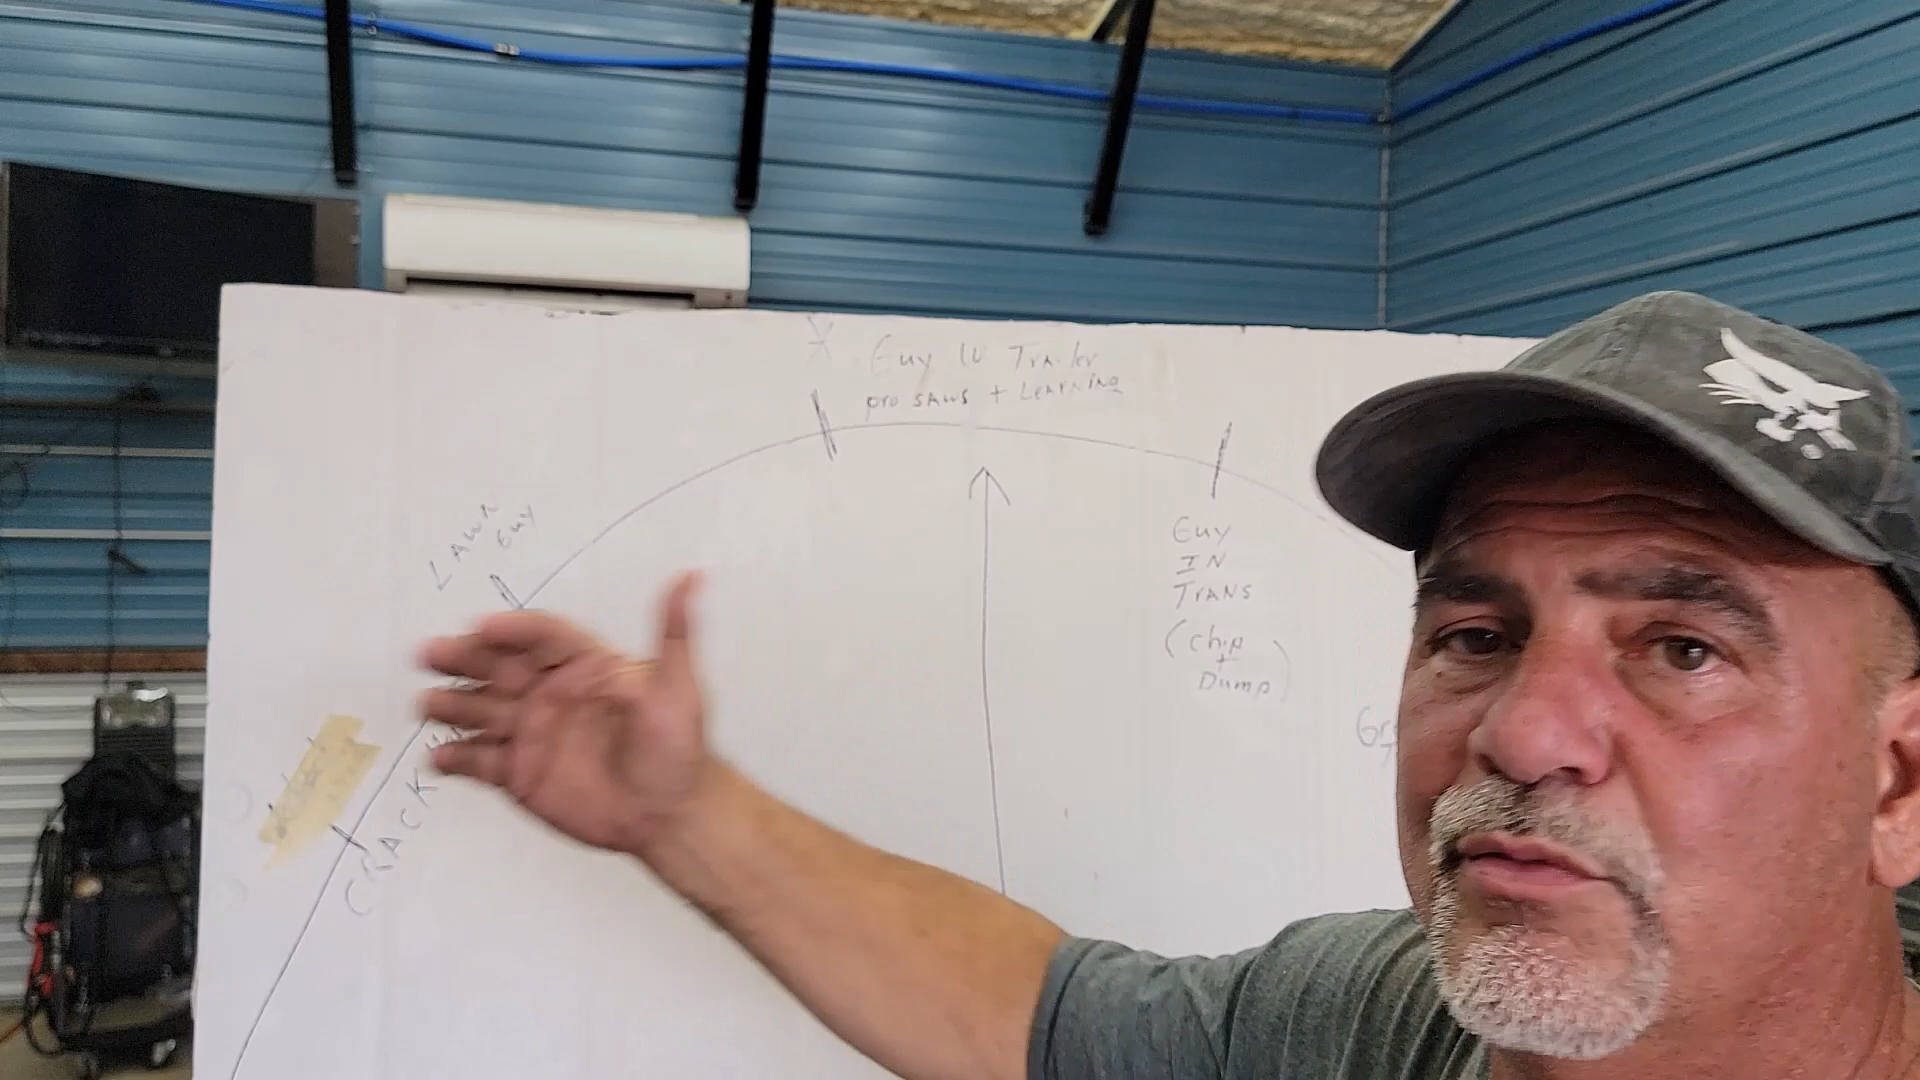 Guy w Trailer
pro saws + Learning
Lawn
Guy
Guy
IN
Trans
(chip
+
Dump)
CRACK